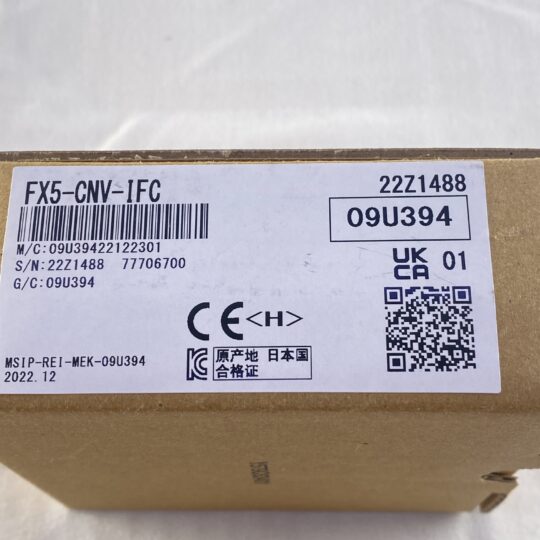 FX5-CNV-IFC
22Z1488
09U394
M/C:09U39422122301
S/N:22Z1488 77706700
G/C:09U394
UK
CA 01
CE <H>
原产地 日本国
合格证
MSIP-REI-MEK-09U394
2022.12